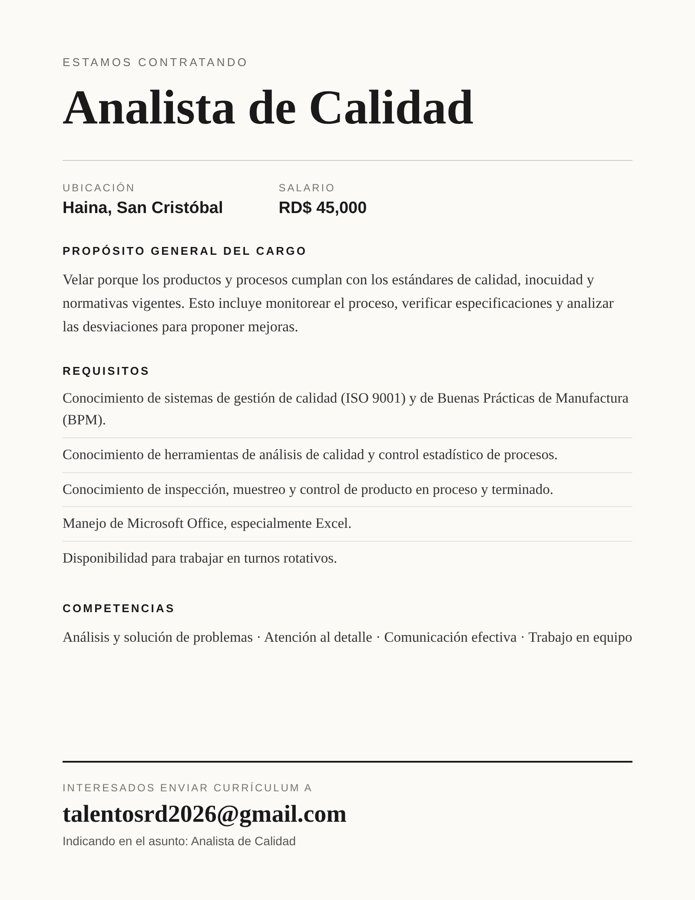 ESTAMOS CONTRATANDO
Analista de Calidad
UBICACIÓN
Haina, San Cristóbal
SALARIO
RD$ 45,000
PROPÓSITO GENERAL DEL CARGO
Velar porque los productos y procesos cumplan con los estándares de calidad, inocuidad y
normativas vigentes. Esto incluye monitorear el proceso, verificar especificaciones y analizar
las desviaciones para proponer mejoras.
REQUISITOS
Conocimiento de sistemas de gestión de calidad (ISO 9001) y de Buenas Prácticas de Manufactura
(BPM).
Conocimiento de herramientas de análisis de calidad y control estadístico de procesos.
Conocimiento de inspección, muestreo y control de producto en proceso y terminado.
Manejo de Microsoft Office, especialmente Excel.
Disponibilidad para trabajar en turnos rotativos.
COMPETENCIAS
Análisis y solución de problemas · Atención al detalle · Comunicación efectiva · Trabajo en equipo
INTERESADOS ENVIAR CURRÍCULUM A
talentosrd2026@gmail.com
Indicando en el asunto: Analista de Calidad